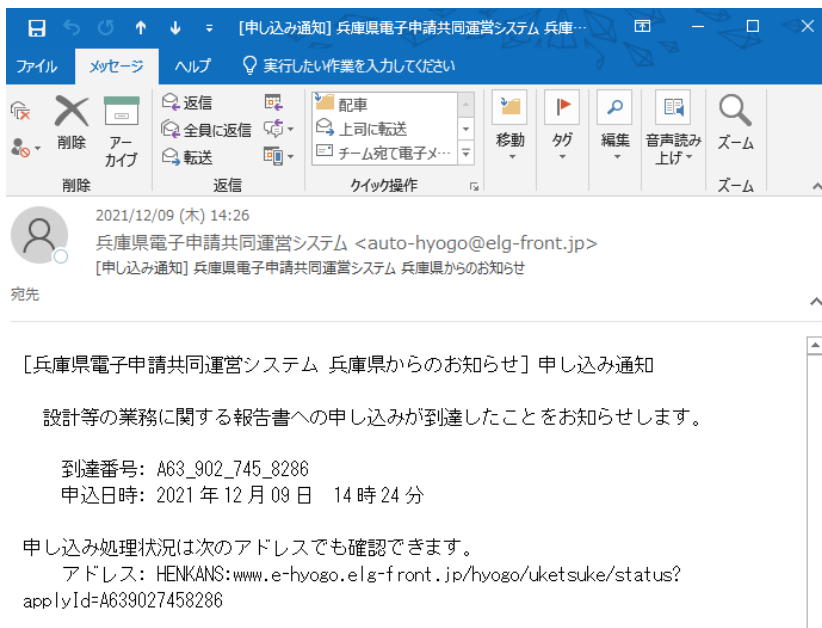 [申し込み通知] 兵庫県電子申請共同運営システム 兵庫…
ファイル メッセージ ヘルプ 実行したい作業を入力してください
削除
アーカイブ
返信
全員に返信
転送
配車
上司に転送
チーム宛て電子メ…
移動
タグ
編集
音声読み上げ
ズーム
削除 返信 クイック操作 ズーム
2021/12/09 (木) 14:26
兵庫県電子申請共同運営システム <auto-hyogo@elg-front.jp>
[申し込み通知] 兵庫県電子申請共同運営システム 兵庫県からのお知らせ
宛先
[兵庫県電子申請共同運営システム 兵庫県からのお知らせ] 申し込み通知
設計等の業務に関する報告書への申し込みが到達したことをお知らせします。
到達番号: A63_902_745_8286
申込日時: 2021年12月09日 14時24分
申し込み処理状況は次のアドレスでも確認できます。
アドレス: HENKANS:www.e-hyogo.elg-front.jp/hyogo/uketsuke/status?
applyId=A639027458286